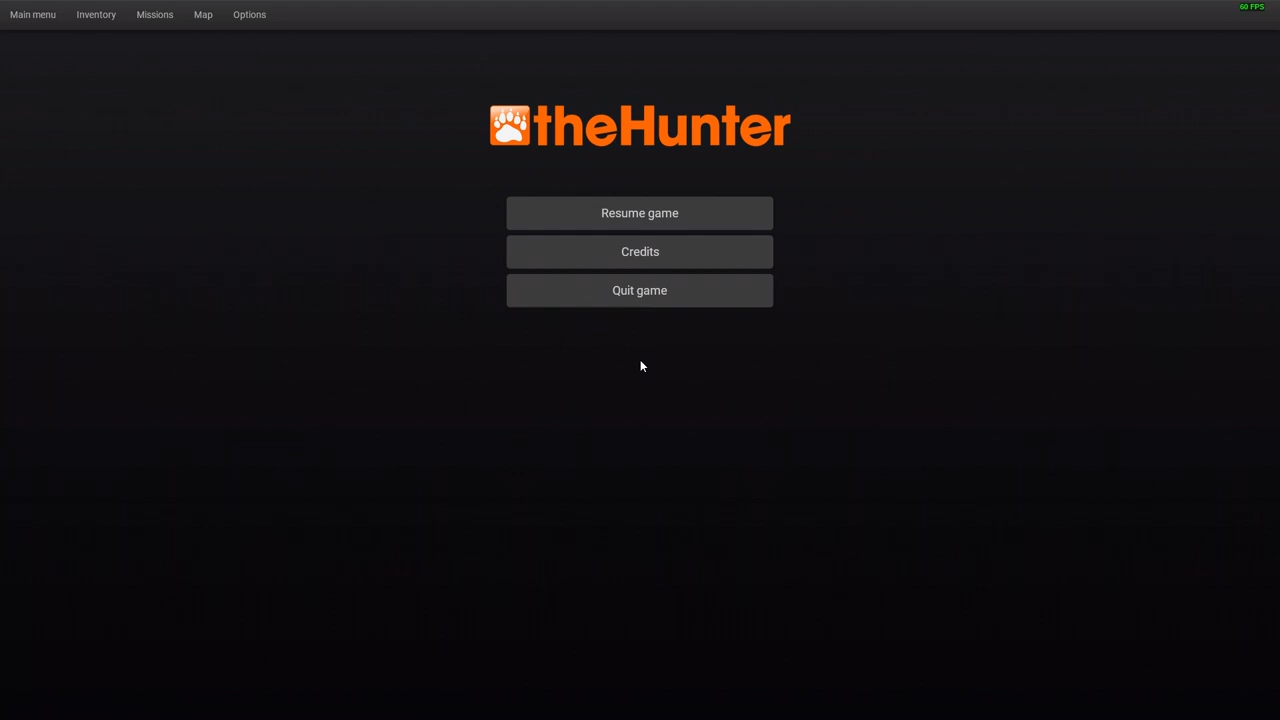 Main menu Inventory Missions Map Options
60 FPS
theHunter
Resume game
Credits
Quit game